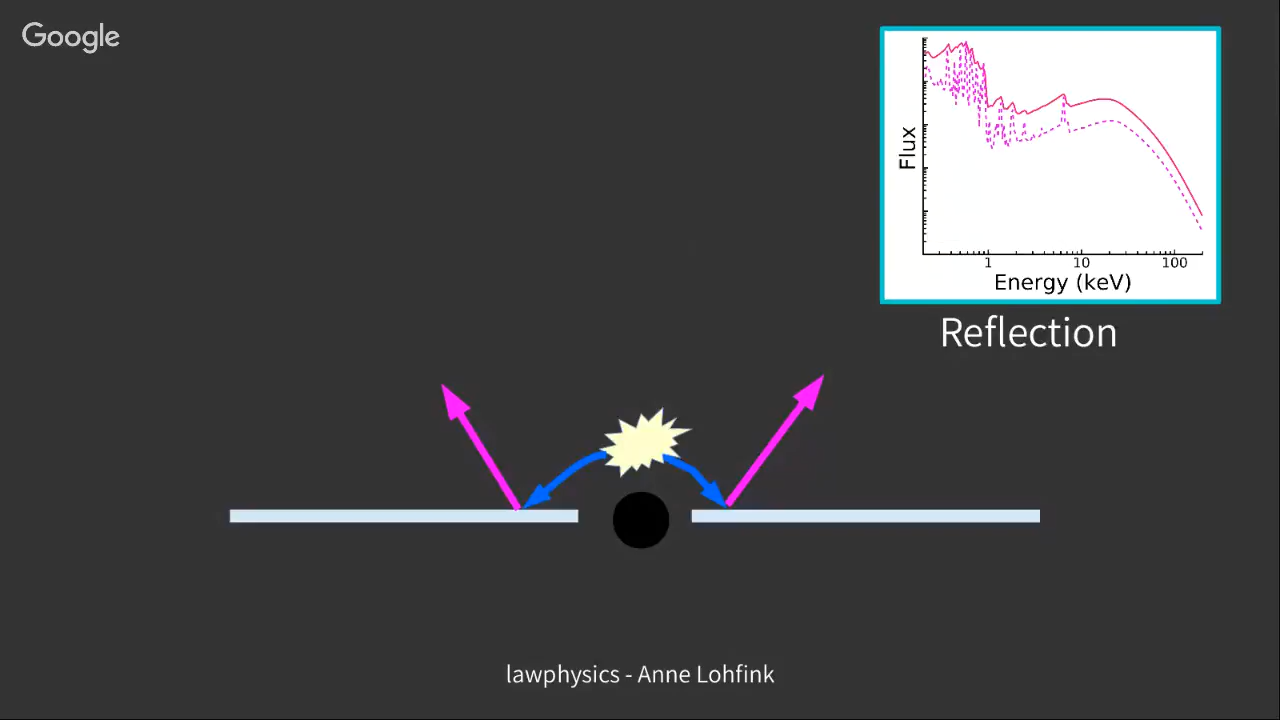 Google
Flux
1 10 100
Energy (keV)
Reflection
lawphysics - Anne Lohfink